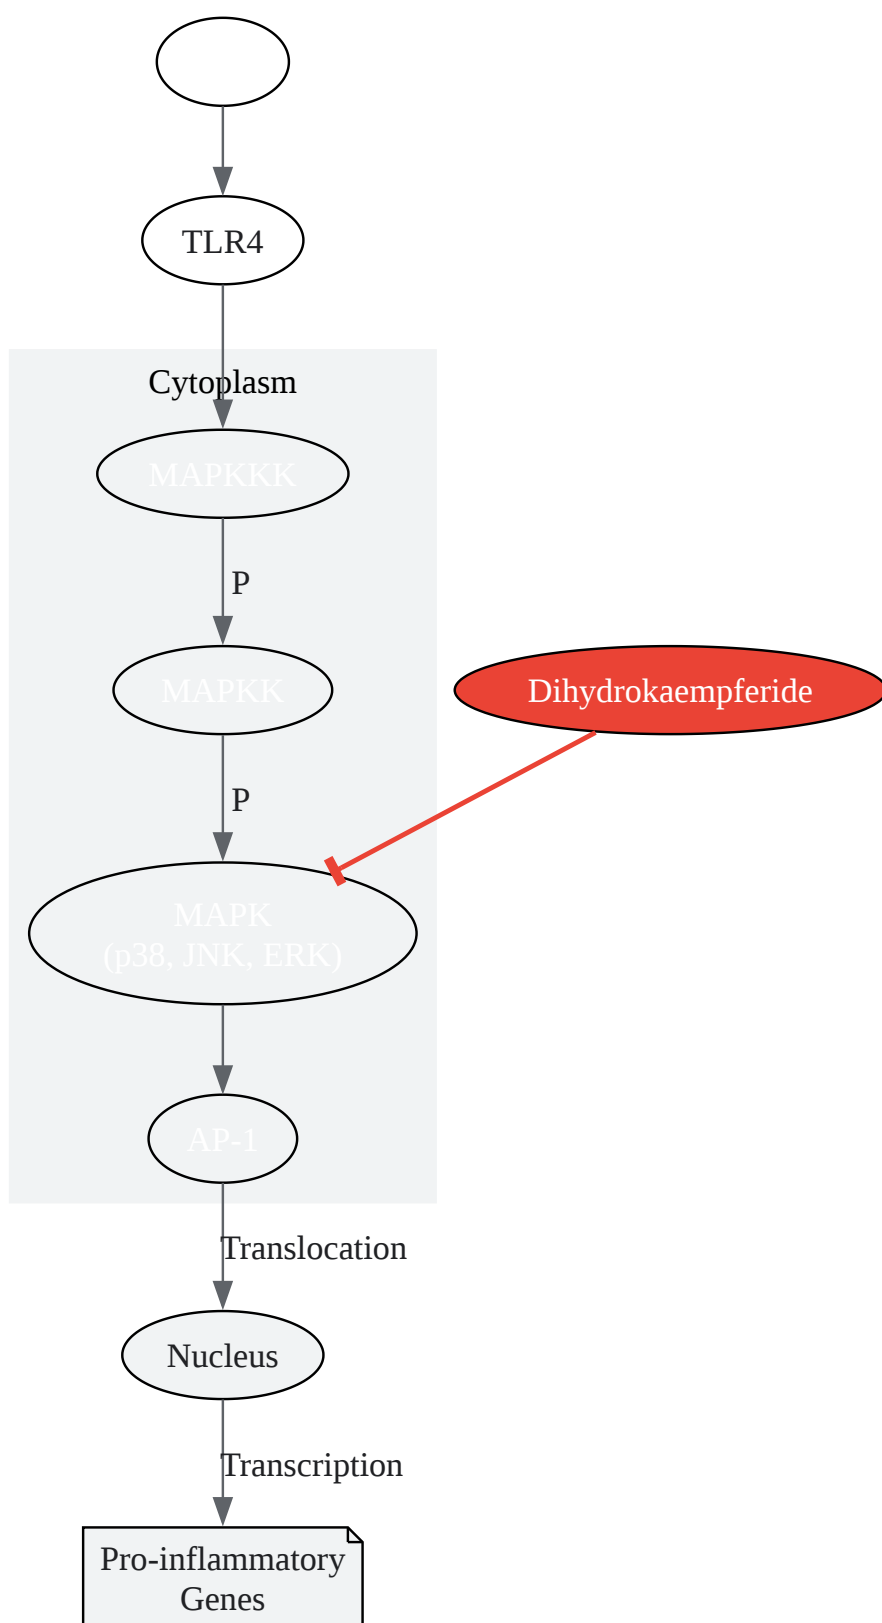 TLR4
Cytoplasm
MAPKKK
P
MAPKK
Dihydrokaempferide
P
MAPK
(p38, JNK, ERK)
AP-1
Translocation
Nucleus
Transcription
Pro-inflammatory
Genes